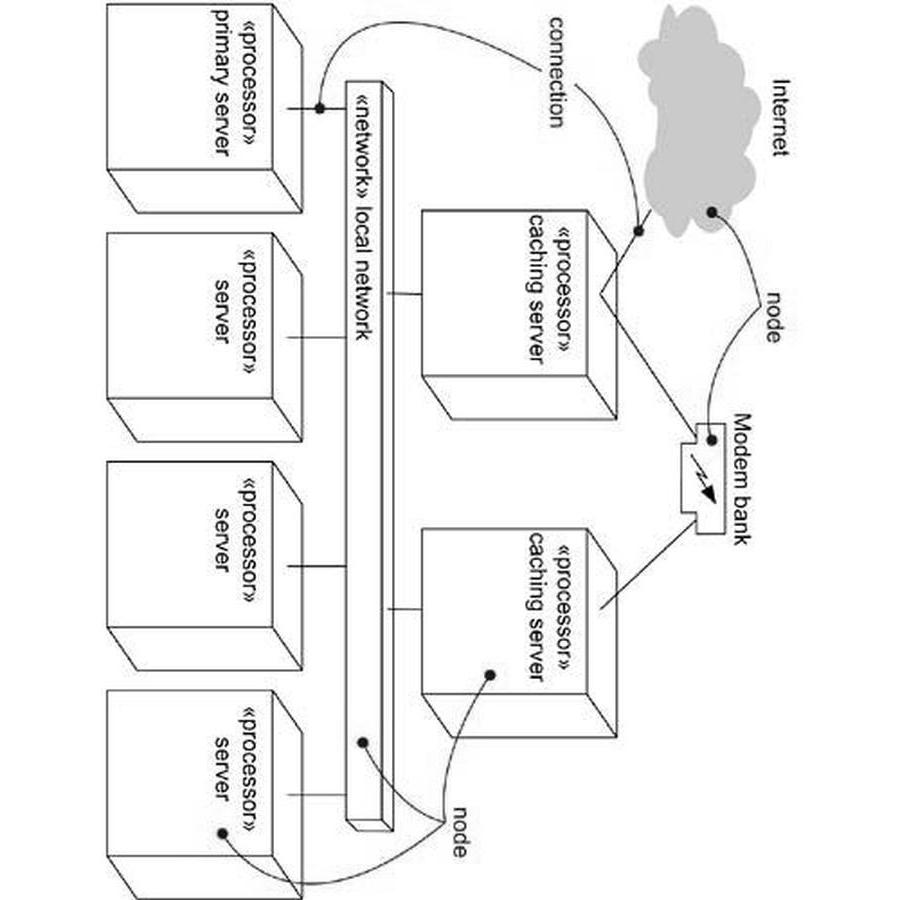 Internet
node
Modem bank
connection
«processor»
caching server
«processor»
caching server
node
«network» local network
«processor»
primary server
«processor»
server
«processor»
server
«processor»
server